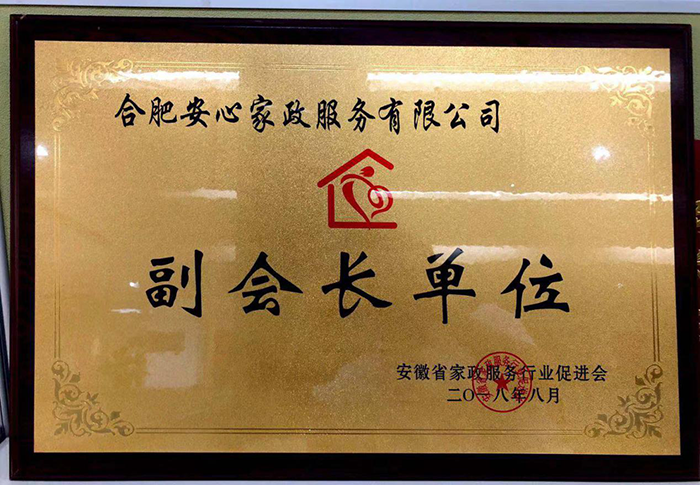 合肥安心家政服务有限公司
副会长单位
安徽省家政服务行业促进会
二〇一八年八月